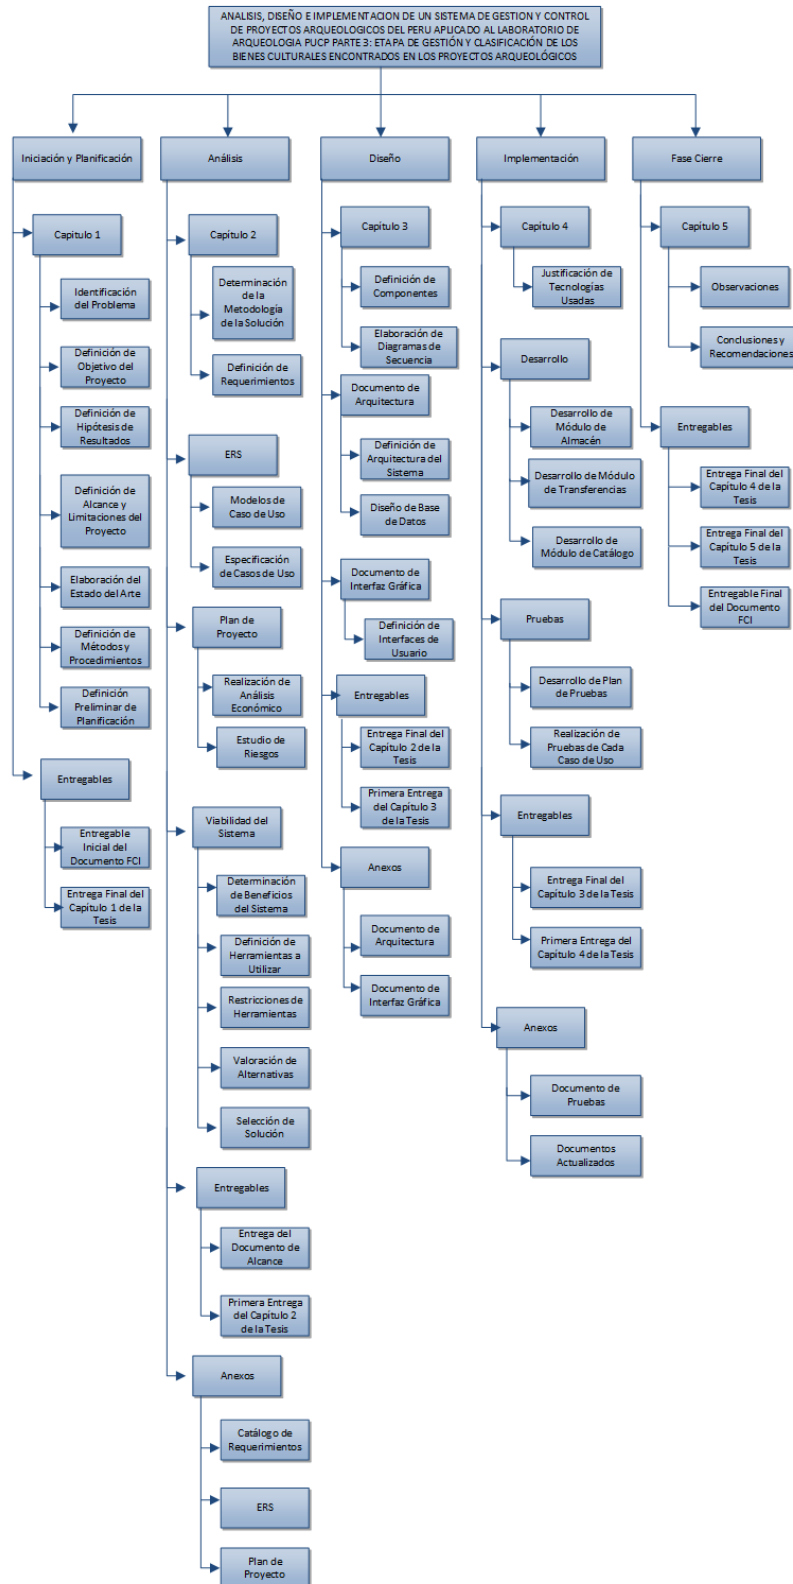 ANALISIS, DISEÑO E IMPLEMENTACION DE UN SISTEMA DE GESTION Y CONTROL
DE PROYECTOS ARQUEOLOGICOS DEL PERU APLICADO AL LABORATORIO DE
ARQUEOLOGIA PUCP PARTE 3: ETAPA DE GESTIÓN Y CLASIFICACIÓN DE LOS
BIENES CULTURALES ENCONTRADOS EN LOS PROYECTOS ARQUEOLÓGICOS
Iniciación y Planificación
Capitulo 1
Identificación
del Problema
Definición de
Objetivo del
Proyecto
Definición de
Hipótesis de
Resultados
Definición de
Alcance y
Limitaciones del
Proyecto
Elaboración del
Estado del Arte
Definición de
Métodos y
Procedimientos
Definición
Preliminar de
Planificación
Entregables
Entregable
Inicial del
Documento FCI
Entrega Final del
Capitulo 1 de la
Tesis
Análisis
Capitulo 2
Determinación
de la
Metodología
de la Solución
Definición de
Requerimientos
ERS
Modelos de
Caso de Uso
Especificación
de Casos de Uso
Plan de
Proyecto
Realización de
Análisis
Económico
Estudio de
Riesgos
Viabilidad del
Sistema
Determinación
de Beneficios
del Sistema
Definición de
Herramientas a
Utilizar
Restricciones de
Herramientas
Valoración de
Alternativas
Selección de
Solución
Entregables
Entrega del
Documento de
Alcance
Primera Entrega
del Capítulo 2
de la Tesis
Anexos
Catálogo de
Requerimientos
ERS
Plan de
Proyecto
Diseño
Capitulo 3
Definición de
Componentes
Elaboración de
Diagramas de
Secuencia
Documento de
Arquitectura
Definición de
Arquitectura del
Sistema
Diseño de Base
de Datos
Documento de
Interfaz Gráfica
Definición de
Interfaces de
Usuario
Entregables
Entrega Final del
Capítulo 2 de la
Tesis
Primera Entrega
del Capítulo 3
de la Tesis
Anexos
Documento de
Arquitectura
Documento de
Interfaz Gráfica
Implementación
Capitulo 4
Justificación de
Tecnologías
Usadas
Desarrollo
Desarrollo de
Módulo de
Almacén
Desarrollo de Módulo
de Transferencias
Desarrollo de
Módulo de Catálogo
Pruebas
Desarrollo de Plan de
Pruebas
Realización de
Pruebas de Cada
Caso de Uso
Entregables
Entrega Final del
Capítulo 3 de la Tesis
Primera Entrega del
Capítulo 4 de la Tesis
Anexos
Documento de
Pruebas
Documentos
Actualizados
Fase Cierre
Capitulo 5
Observaciones
Conclusiones y
Recomendaciones
Entregables
Entrega Final del
Capítulo 4 de la
Tesis
Entrega Final del
Capítulo 5 de la
Tesis
Entregable Final
del Documento
FCI